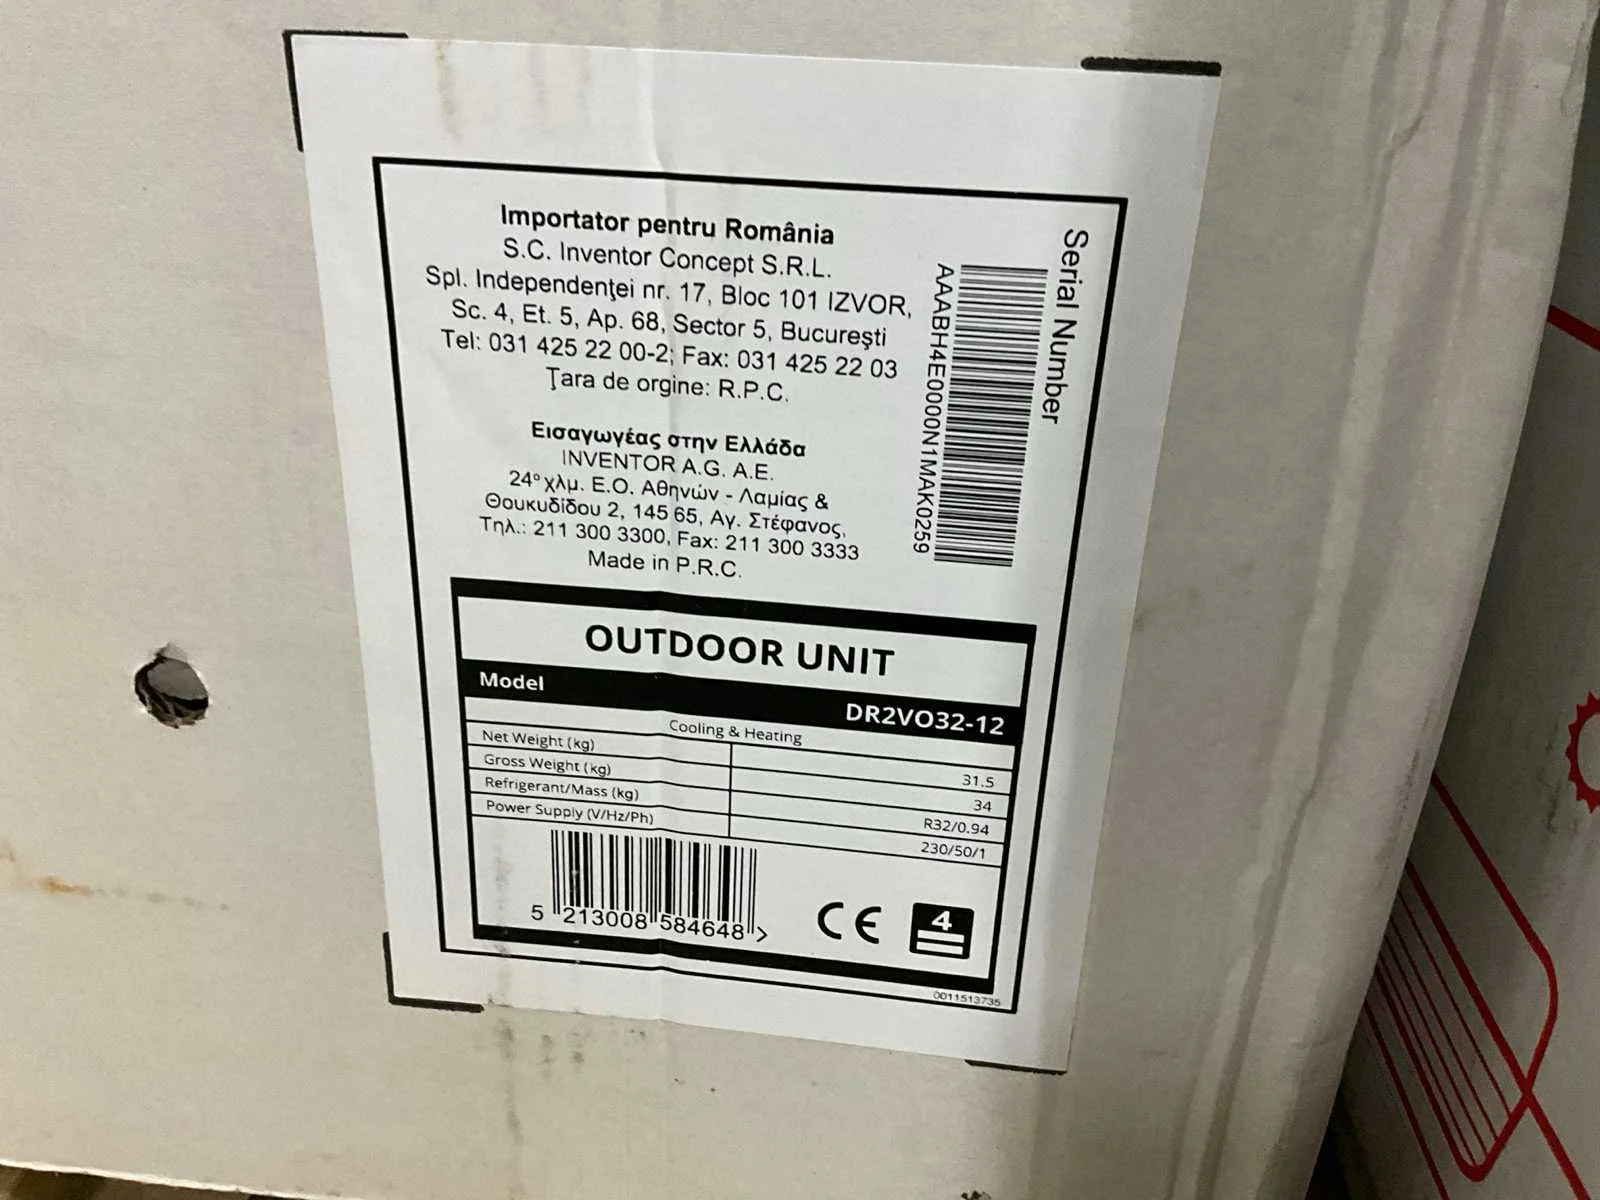 Importator pentru România
S.C. Inventor Concept S.R.L.
Spl. Independenţei nr. 17, Bloc 101 IZVOR,
Sc. 4, Et. 5, Ap. 68, Sector 5, Bucureşti
Tel: 031 425 22 00-2; Fax: 031 425 22 03
Ţara de orgine: R.P.C.
Εισαγωγέας στην Ελλάδα
INVENTOR A.G. A.E.
24° χλμ. Ε.Ο. Αθηνών - Λαμίας &
Θουκυδίδου 2, 145 65, Αγ. Στέφανος,
Τηλ.: 211 300 3300, Fax: 211 300 3333
Made in P.R.C.
Serial Number
AAABH4E0000N1MAK0259
OUTDOOR UNIT
Model DR2VO32-12
Cooling & Heating
Net Weight (kg) 31.5
Gross Weight (kg) 34
Refrigerant/Mass (kg) R32/0.94
Power Supply (V/Hz/Ph) 230/50/1
5 213008 584648 >
CE 4
0011513735